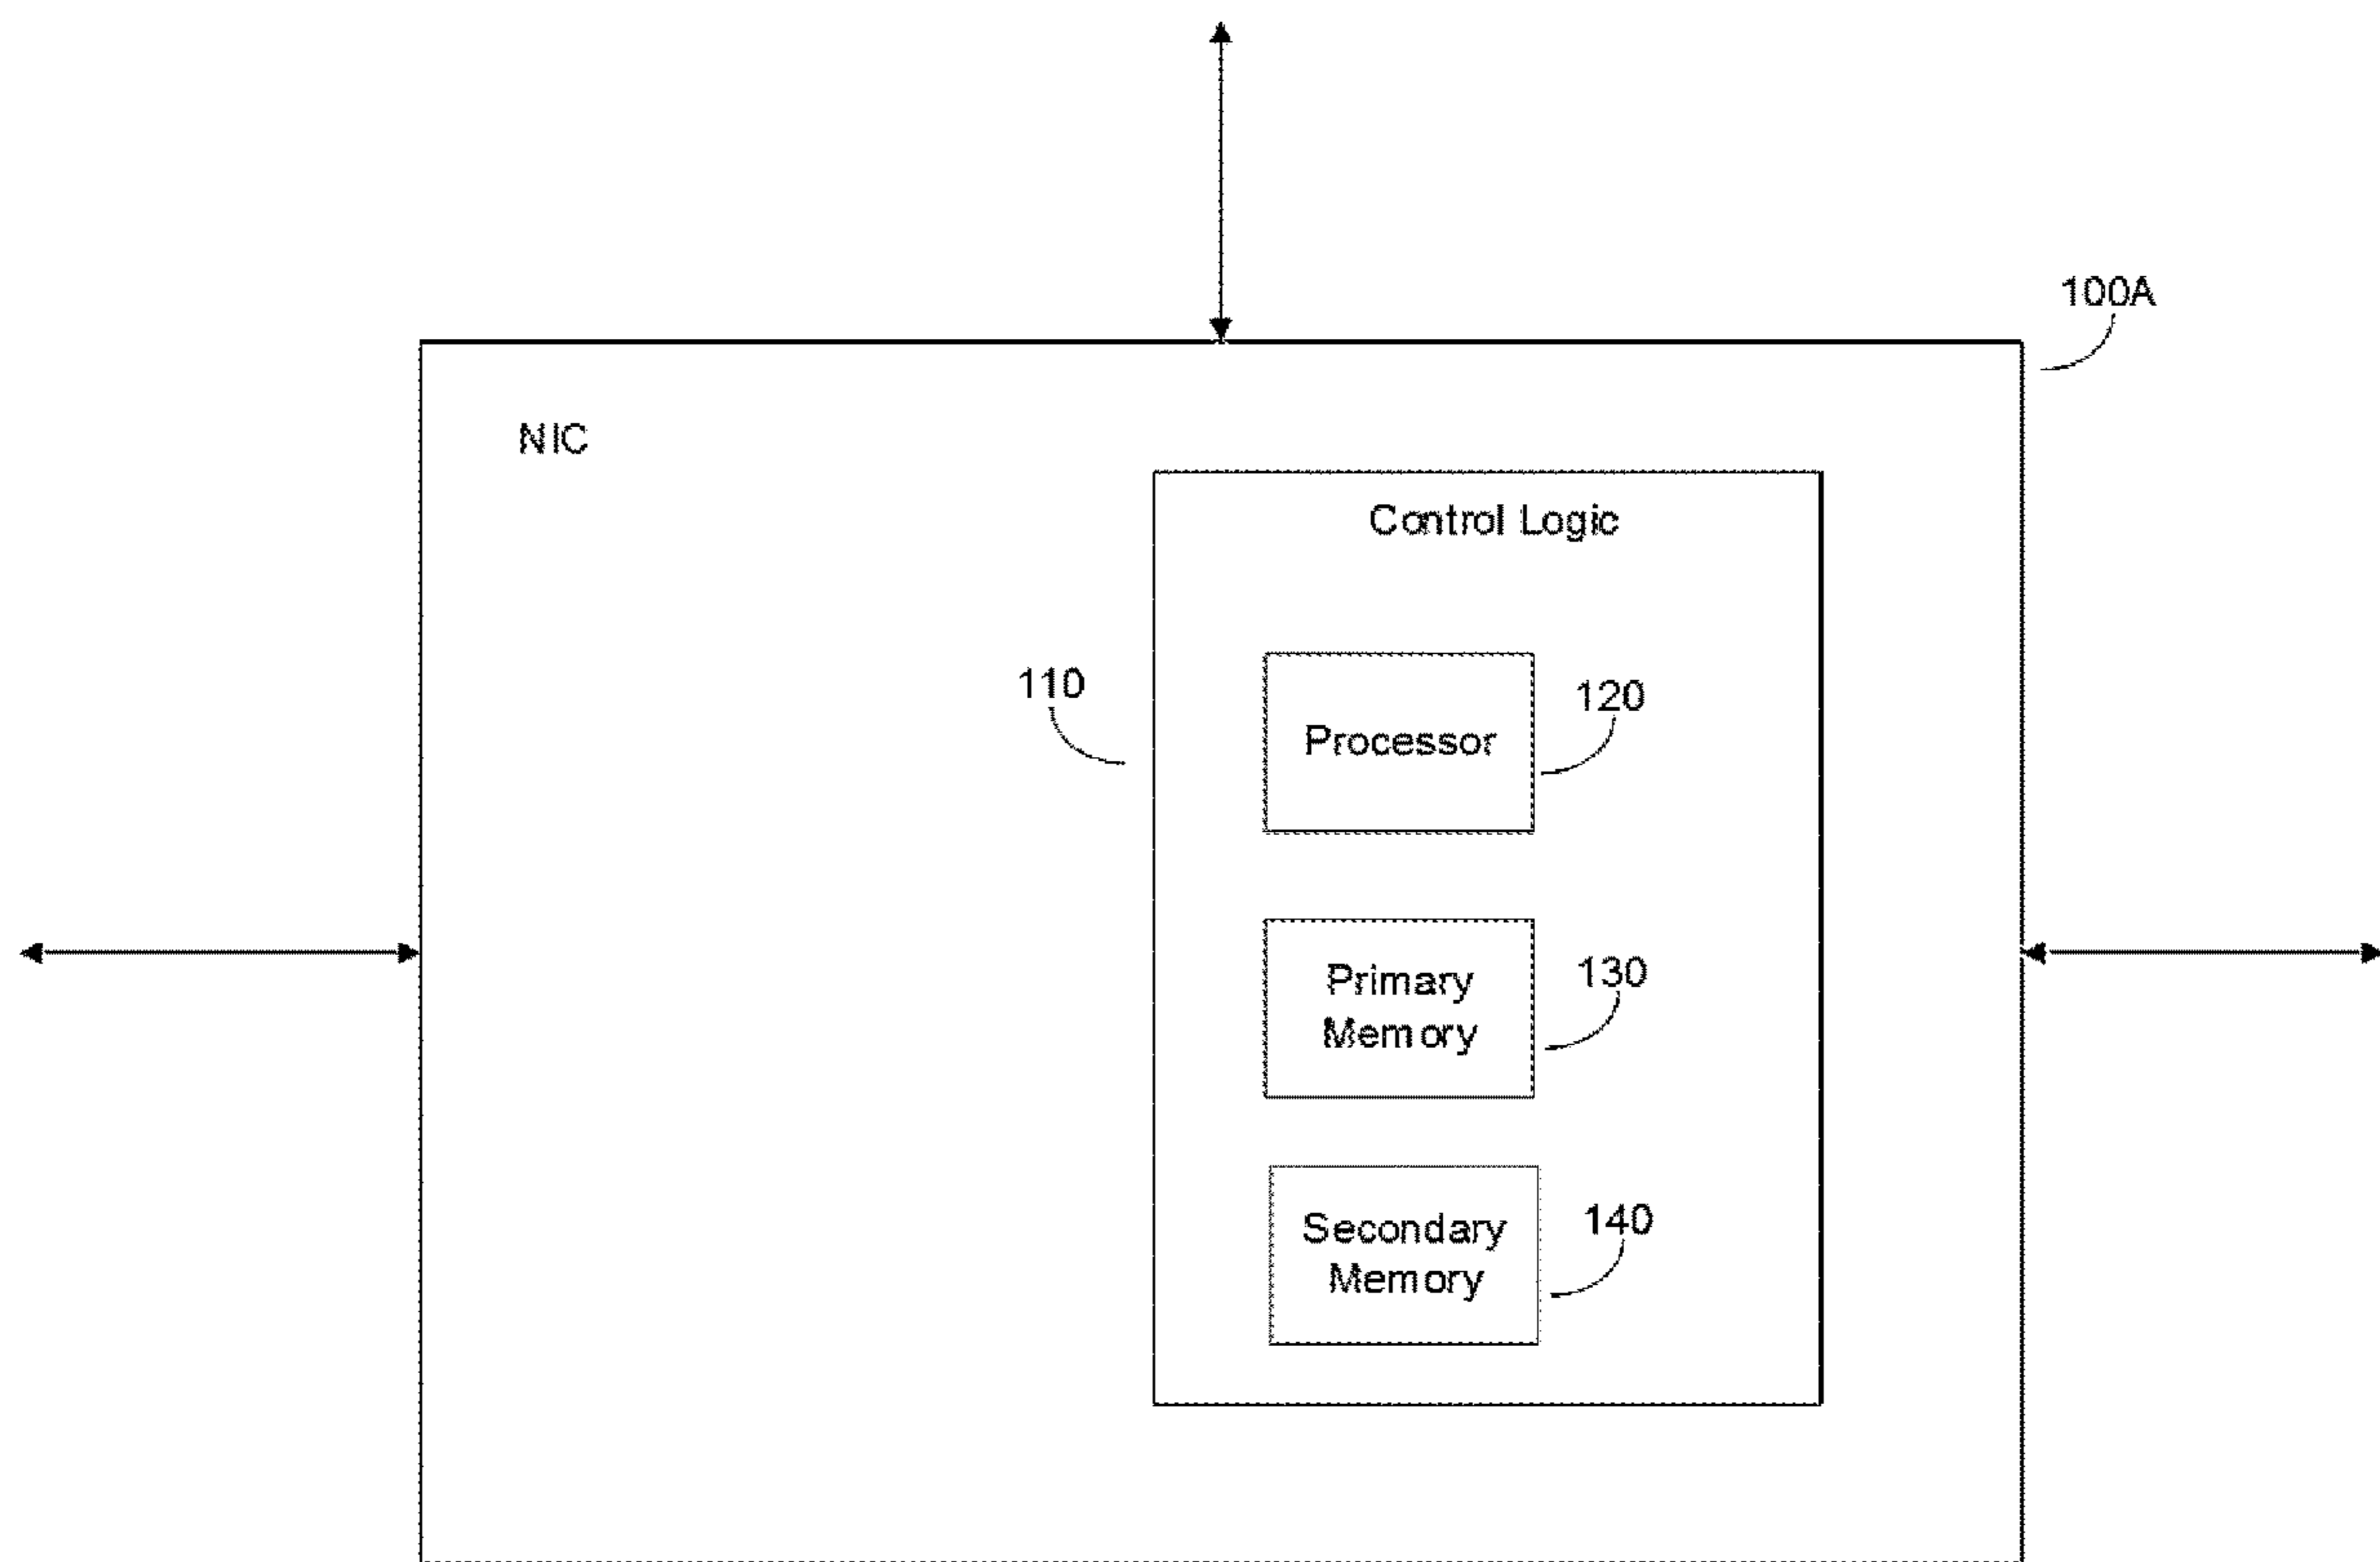 100A
NIC
Control Logic
110
Processor
120
Primary
Memory
130
Secondary
Memory
140